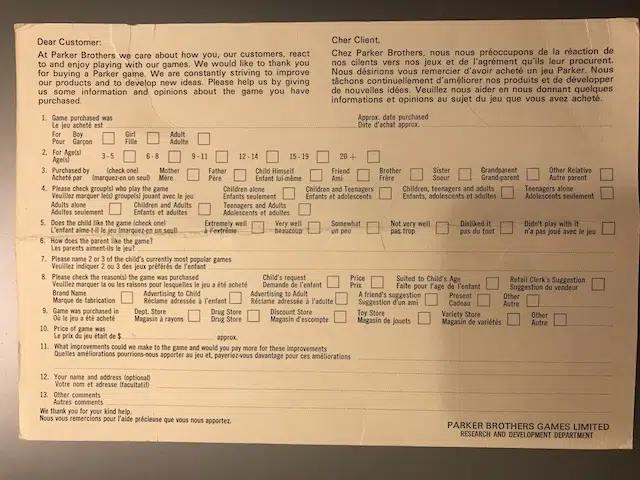 Dear Customer:
At Parker Brothers we care about how you, our customers, react
to and enjoy playing with our games. We would like to thank you
for buying a Parker game. We are constantly striving to improve
our products and to develop new ideas. Please help us by giving
us some information and opinions about the game you have
purchased.
Cher Client.
Chez Parker Brothers, nous nous préoccupons de la réaction de
nos cilents vers nos jeux et de l'agrément qu'ils leur procurent.
Nous désirions vous remercier d'avoir acheté un jeu Parker. Nous
tâchons continuellement d'améliorer nos produits et de développer
de nouvelles idées. Veuillez nous aider en nous donnant quelques
informations et opinions au sujet du jeu que vous avez acheté.
1. Game purchased was Approx. date purchased
Le jeu acheté est Date d'achat approx.
For Boy Girl Adult
Pour Garçon Fille Adulte
2. For Age(s) 3-5 6-8 9-11 12-14 15-19 20+
Age(s)
3. Purchased by (check one) Mother Father Child Himself Friend Brother Sister Grandparent Other Relative
Acheté par (marquez-en un seul) Mère Père Enfant lui-même Ami Frère Soeur Grand-parent Autre parent
4. Please check group(s) who play the game Children alone Children and Teenagers Children, teenagers and adults Teenagers alone
Veuillez marquer le(s) groupe(s) jouant avec le jeu Enfants seulement Enfants et adolescents Enfants, adolescents et adultes Adolescents seulement
Adults alone Children and Adults Teenagers and Adults
Adultes seulement Enfants et adultes Adolescents et adultes
5. Does the child like the game (check one) Extremely well Very well Somewhat Not very well Disliked it Didn't play with it
L'enfant aime-t-il le jeu (marquez-en un seul) à l'extrême beaucoup un peu pas trop pas du tout n'a pas joué avec le jeu
6. How does the parent like the game?
Les parents aiment-ils le jeu?
7. Please name 2 or 3 of the child's currently most popular games
Veuillez indiquer 2 ou 3 des jeux préférés de l'enfant
8. Please check the reason(s) the game was purchased Child's request Price Suited to Child's Age Retail Clerk's Suggestion
Veuillez marquer la ou les raisons pour lesquelles le jeu a été acheté Demande de l'enfant Prix Faite pour l'age de l'enfant Suggestion du vendeur
Brand Name Advertising to Child Advertising to Adult A friend's suggestion Present Other
Marque de fabrication Réclame adressée à l'enfant Réclame adressée à l'adulte Suggestion d'un ami Cadeau Autre
9. Game was purchased in Dept. Store Drug Store Discount Store Toy Store Variety Store Other
Où le jeu a été acheté Magasin à rayons Drug Store Magasin d'escompte Magasin de jouets Magasin de variétés Autre
10. Price of game was
Le prix du jeu était de $ approx.
11. What improvements could we make to the game and would you pay more for these improvements
Quelles améliorations pourrions-nous apporter au jeu et, payeriez-vous davantage pour ces améliorations
12. Your name and address (optional)
Votre nom et adresse (facultatif)
13. Other comments
Autres comments
We thank you for your kind help.
Nous vous remercions pour l'aide précieuse que vous nous apportez.
PARKER BROTHERS GAMES LIMITED
RESEARCH AND DEVELOPMENT DEPARTMENT